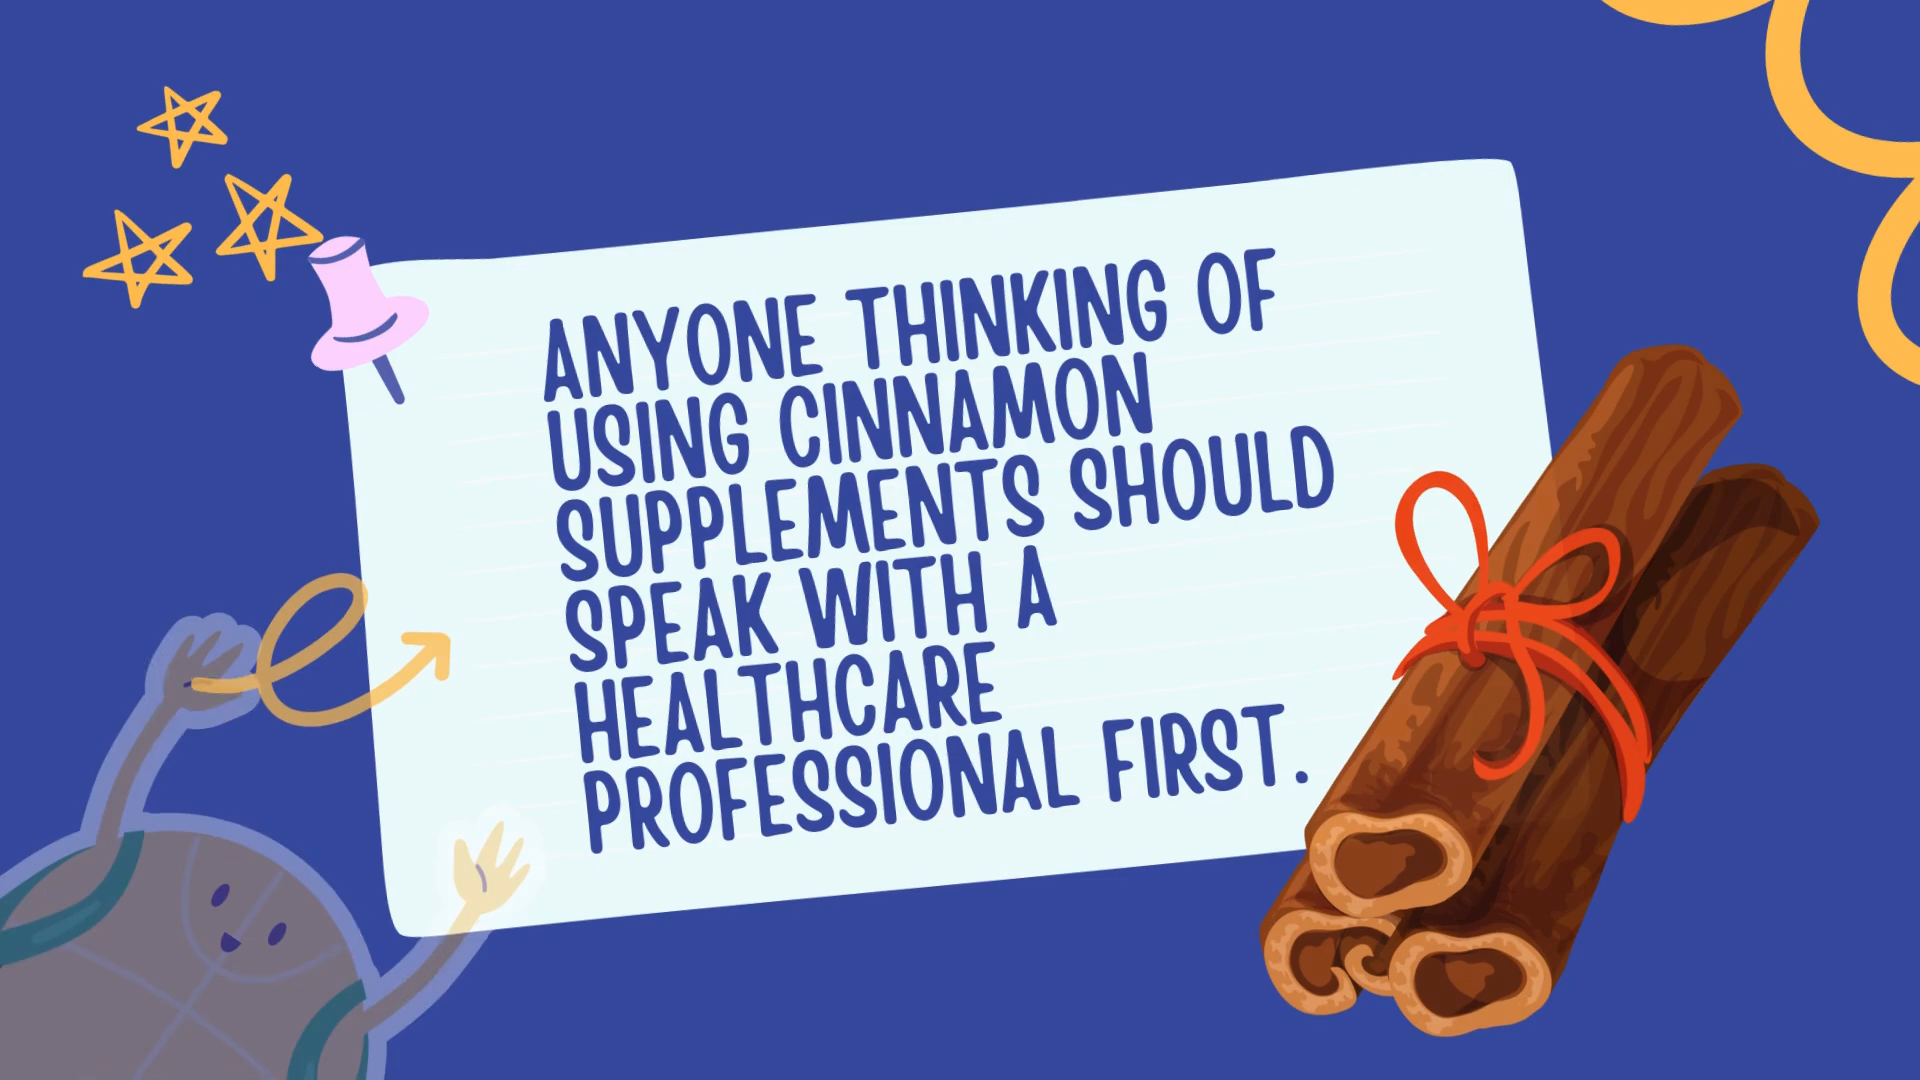 ANYONE THINKING OF
USING CINNAMON
SUPPLEMENTS SHOULD
SPEAK WITH A
HEALTHCARE
PROFESSIONAL FIRST.